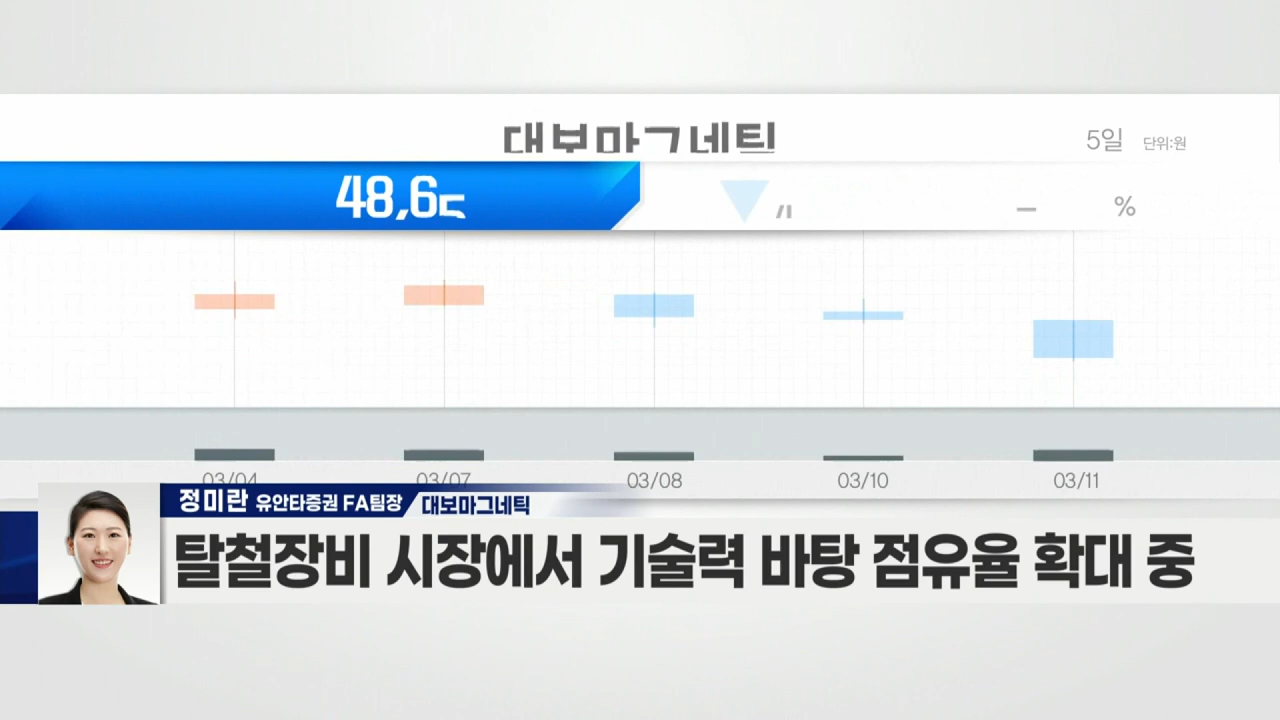 대보마그네틱
5일 단위:원
48,65
%
03/04 03/07 03/08 03/10 03/11
정미란 유안타증권 FA팀장 대보마그네틱
탈철장비 시장에서 기술력 바탕 점유율 확대 중